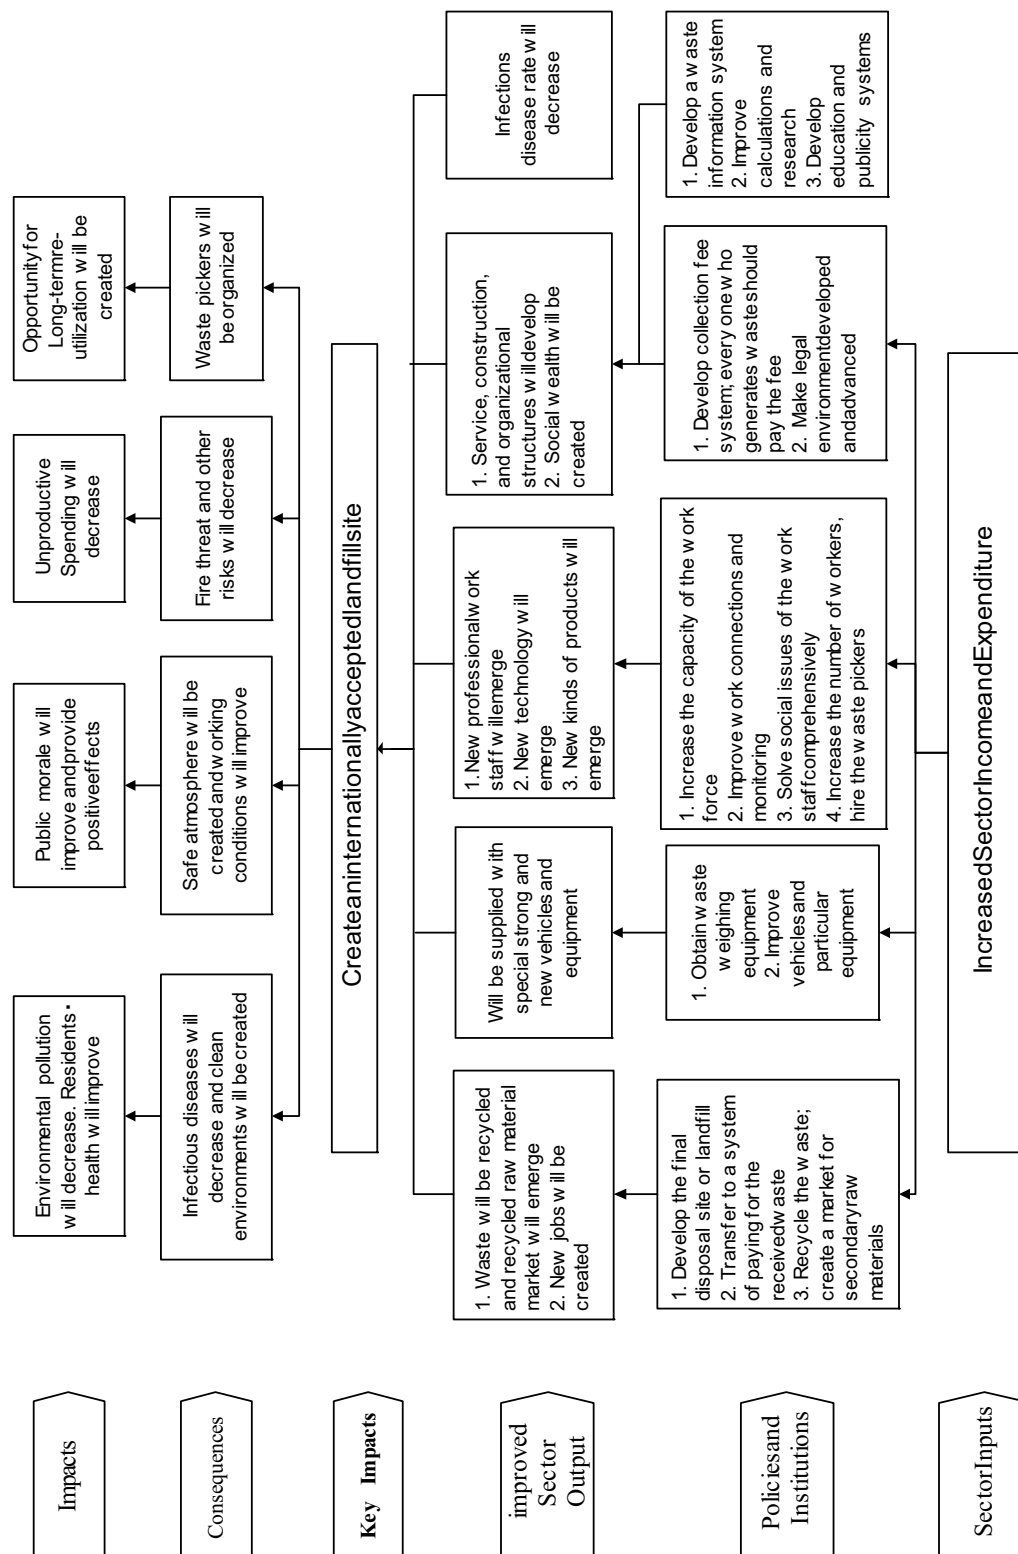 Impacts
Environmental pollution
will decrease. Residents·
health will improve
Public morale will
improve andprovide
positiveeffects
Unproductive
Spending will
decrease
Opportunity for
Long-termre-
utilization will be
created
Consequences
Infectious diseases will
decrease and clean
environments will be created
Safe atmosphere will be
created and working
conditions will improve
Fire threat and other
risks will decrease
Waste pickers will
be organized
Key Impacts
Createaninternationallyacceptedlandfillsite
improved
Sector
Output
1. Waste will be recycled
and recycled raw material
market will emerge
2. New jobs will be
created
Will be supplied with
special strong and
new vehicles and
equipment
1.New professionalwork
staff willemerge
2. New technology will
emerge
3. New kinds of products will
emerge
1. Service, construction,
and organizational
structures will develop
2. Social wealth will be
created
Infections
disease rate will
decrease
Policiesand
Institutions
1. Develop the final
disposal site or landfill
2. Transfer to a system
of paying for the
receivedwaste
3. Recycle the waste;
create a market for
secondaryraw
materials
1. Obtain waste
weighing
equipment
2. Improve
vehicles and
particular
equipment
1. Increase the capacity of the work
force
2. Improve work connections and
monitoring
3. Solve social issues of the work
staffcomprehensively
4. Increase the number of workers,
hire the waste pickers
1. Develop collection fee
system; every one who
generates waste should
pay the fee
2. Make legal
environmentdeveloped
andadvanced
1. Develop a waste
information system
2. Improve
calculations and
research
3. Develop
education and
publicity systems
SectorInputs
IncreasedSectorIncomeandExpenditure